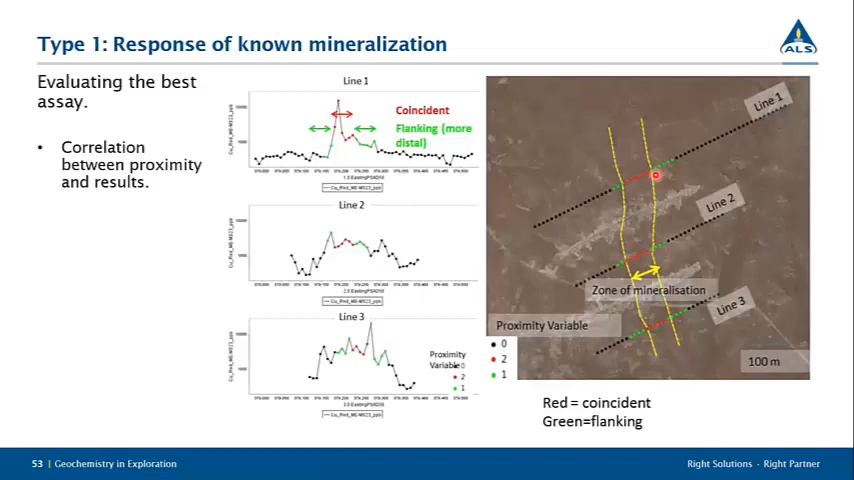 Type 1: Response of known mineralization
ALS
Evaluating the best
assay.
• Correlation
between proximity
and results.
Line 1
Coincident
Flanking (more
distal)
Line 2
Line 3
Proximity
Variable
0
2
1
Line 1
Line 2
Zone of mineralisation
Line 3
Proximity Variable
0
2
1
100 m
Red = coincident
Green=flanking
53 | Geochemistry in Exploration
Right Solutions · Right Partner